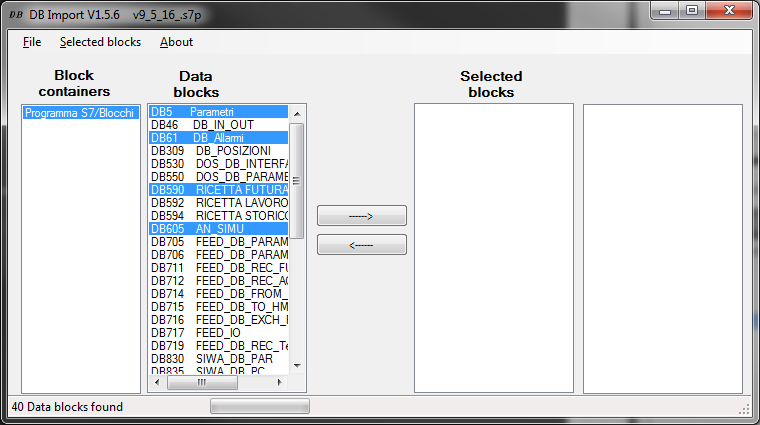 DB DB Import V1.5.6 v9_5_16_.s7p
File Selected blocks About
Block containers
Data blocks
Selected blocks
Programma S7/Blocchi
DB5 Parametri
DB46 DB_IN_OUT
DB61 DB_Allarmi
DB309 DB_POSIZIONI
DB530 DOS_DB_INTERFA
DB550 DOS_DB_PARAME
DB590 RICETTA FUTURA
DB592 RICETTA LAVORO
DB594 RICETTA STORICO
DB605 AN_SIMU
DB705 FEED_DB_PARAM
DB706 FEED_DB_PARAM
DB711 FEED_DB_REC_FU
DB712 FEED_DB_REC_AC
DB714 FEED_DB_FROM_
DB715 FEED_DB_TO_HM
DB716 FEED_DB_EXCH_
DB717 FEED_IO
DB719 FEED_DB_REC_Te
DB830 SIWA_DB_PAR
DB835 SIWA_DB_PC
------>
<------
40 Data blocks found